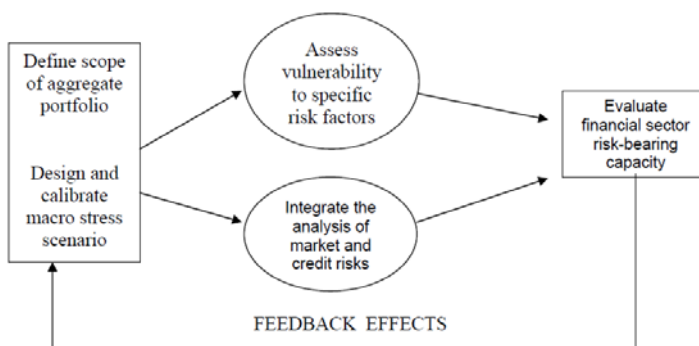 Define scope
of aggregate
portfolio
Design and
calibrate
macro stress
scenario
Assess
vulnerability
to specific
risk factors
Integrate the
analysis of
market and
credit risks
Evaluate
financial sector
risk-bearing
capacity
FEEDBACK EFFECTS